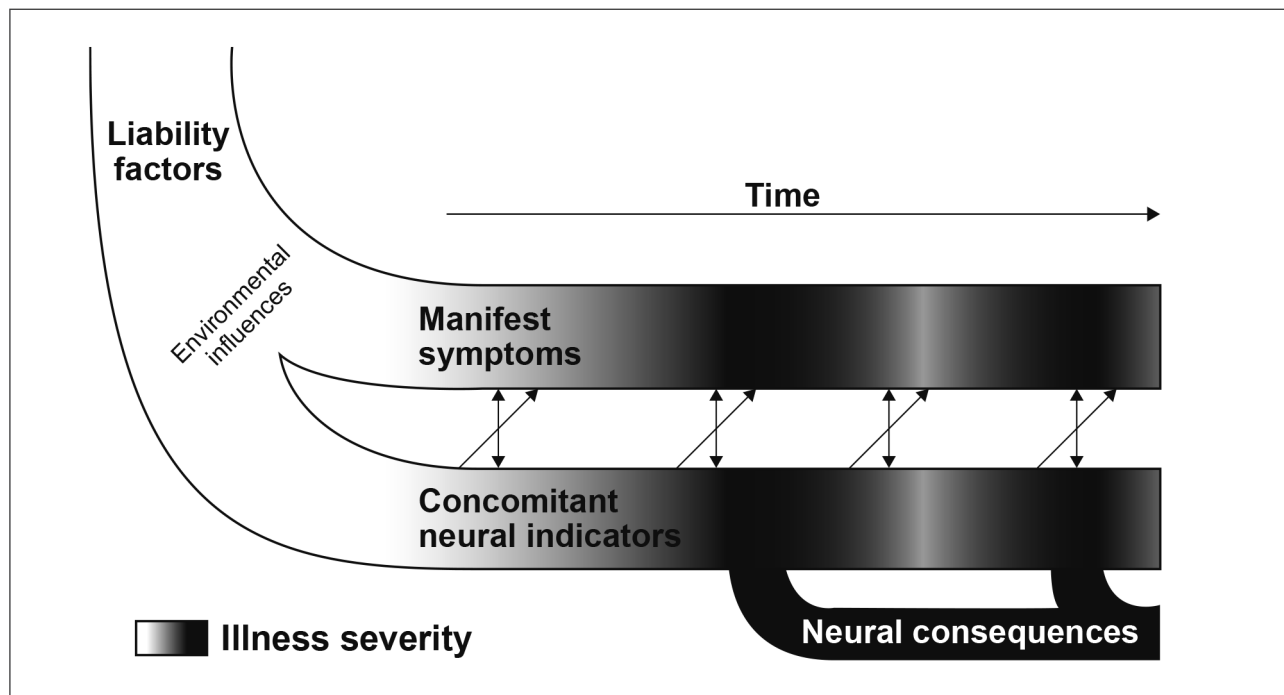 Liability
factors
Time
Environmental
influences
Manifest
symptoms
Concomitant
neural indicators
Neural consequences
Illness severity